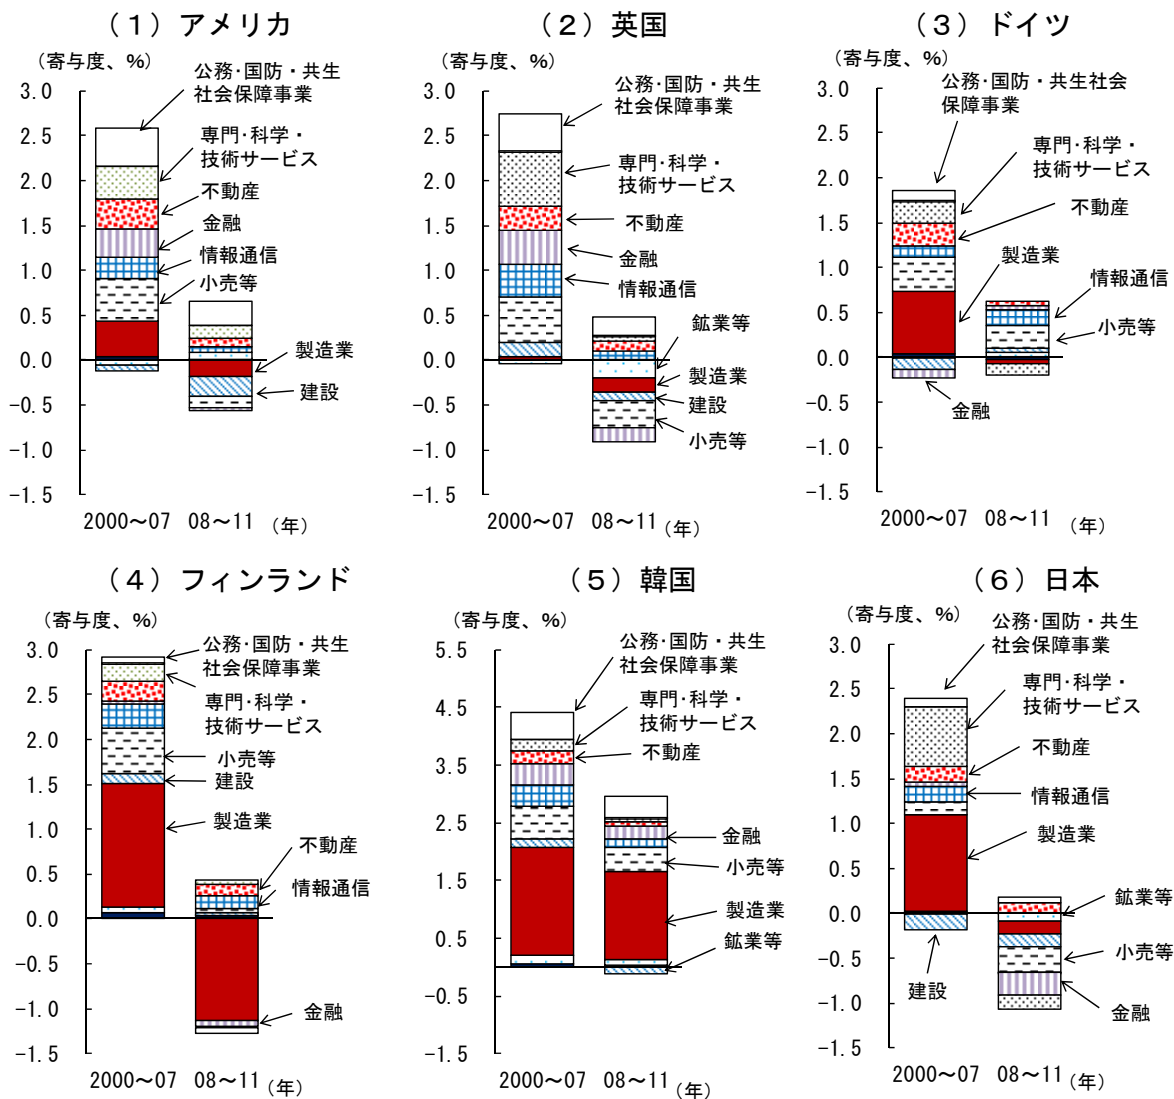 （１）アメリカ
（寄与度、%）
公務･国防・共生
社会保障事業
専門･科学・
技術サービス
不動産
金融
情報通信
小売等
製造業
建設
3.0
2.5
2.0
1.5
1.0
0.5
0.0
−0.5
−1.0
−1.5
2000～07
08～11
（年）
（２）英国
（寄与度、%）
公務･国防・共生
社会保障事業
専門･科学・
技術サービス
不動産
金融
情報通信
鉱業等
製造業
建設
小売等
3.0
2.5
2.0
1.5
1.0
0.5
0.0
−0.5
−1.0
−1.5
2000～07
08～11
（年）
（３）ドイツ
（寄与度、%）
公務･国防・共生社会
保障事業
専門･科学・
技術サービス
不動産
製造業
情報通信
小売等
金融
3.0
2.5
2.0
1.5
1.0
0.5
0.0
−0.5
−1.0
−1.5
2000～07
08～11
（年）
（４）フィンランド
（寄与度、%）
公務･国防・共生
社会保障事業
専門･科学・
技術サービス
小売等
建設
製造業
不動産
情報通信
金融
3.0
2.5
2.0
1.5
1.0
0.5
0.0
−0.5
−1.0
−1.5
2000～07
08～11
（年）
（５）韓国
（寄与度、%）
公務･国防・共生
社会保障事業
専門･科学・
技術サービス
不動産
金融
小売等
製造業
鉱業等
5.5
4.5
3.5
2.5
1.5
0.5
−0.5
−1.5
2000～07
08～11
（年）
（６）日本
（寄与度、%）
公務･国防・共生
社会保障事業
専門･科学・
技術サービス
不動産
情報通信
製造業
鉱業等
小売等
金融
建設
3.0
2.5
2.0
1.5
1.0
0.5
0.0
−0.5
−1.0
−1.5
2000～07
08～11
（年）